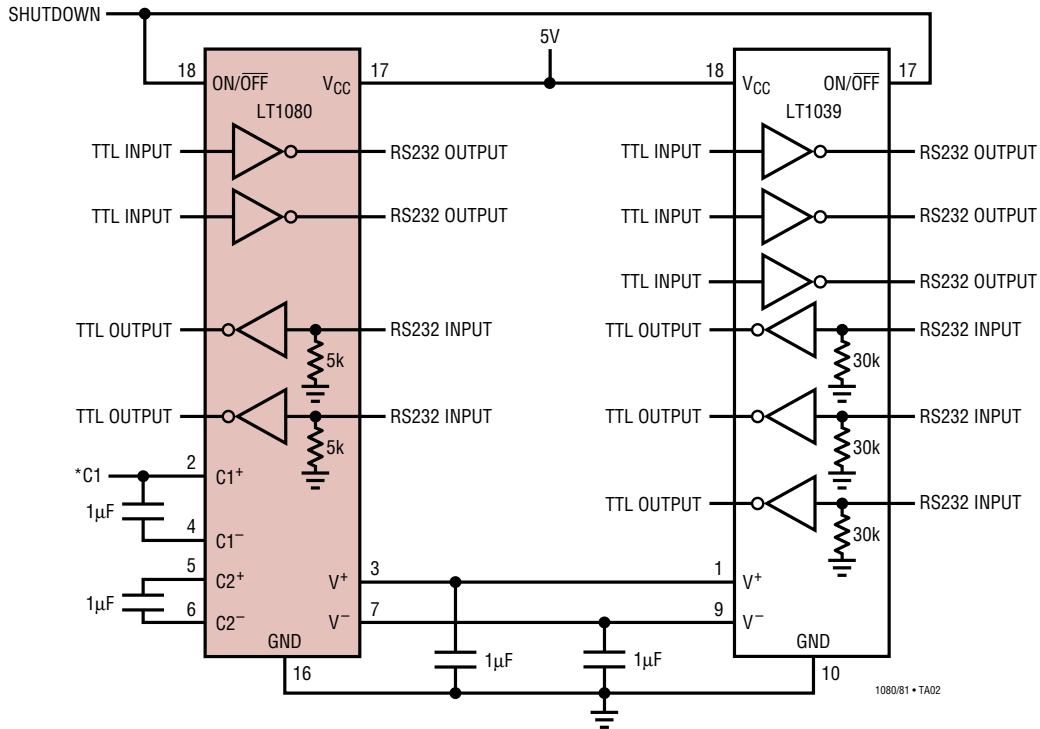 SHUTDOWN
5V
18 ON/OFF VCC 17
18 VCC ON/OFF 17
LT1080
LT1039
TTL INPUT RS232 OUTPUT
TTL INPUT RS232 OUTPUT
TTL INPUT RS232 OUTPUT
TTL INPUT RS232 OUTPUT
TTL INPUT RS232 OUTPUT
TTL OUTPUT RS232 INPUT
5k
TTL OUTPUT RS232 INPUT
30k
TTL OUTPUT RS232 INPUT
5k
TTL OUTPUT RS232 INPUT
30k
*C1 2 C1+
TTL OUTPUT RS232 INPUT
30k
1μF
4 C1−
5 C2+
V+ 3
1 V+
1μF
6 C2−
V− 7
9 V−
GND
GND
16
1μF
1μF
10
1080/81 • TA02